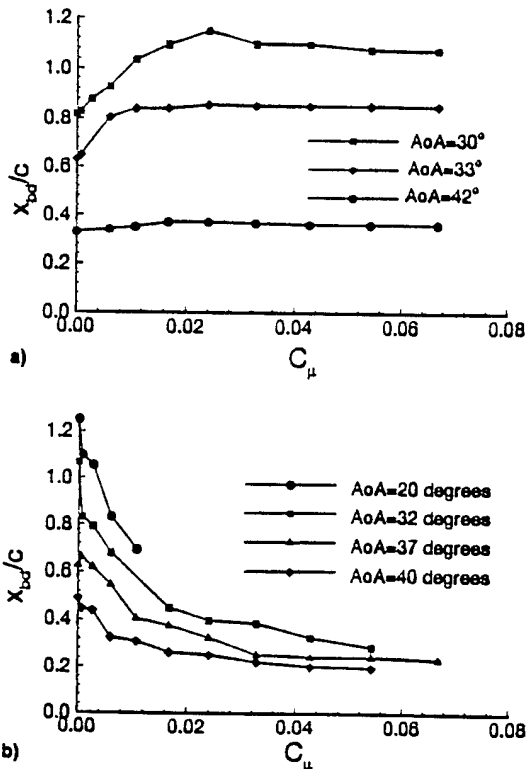 1.2
1.0
0.8
0.6
0.4
0.2
0.0
X_bd/C
AoA=30°
AoA=33°
AoA=42°
0.00 0.02 0.04 0.06 0.08
C_μ
a)
1.2
1.0
0.8
0.6
0.4
0.2
0.0
X_bd/C
AoA=20 degrees
AoA=32 degrees
AoA=37 degrees
AoA=40 degrees
0.00 0.02 0.04 0.06 0.08
C_μ
b)